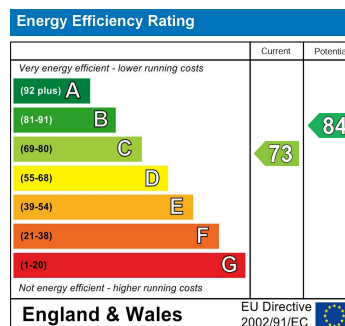 Energy Efficiency Rating
Current Potentia
Very energy efficient - lower running costs
(92 plus) A
(81-91) B
(69-80) C
(55-68) D
(39-54) E
(21-38) F
(1-20) G
73
84
Not energy efficient - higher running costs
England & Wales
EU Directive
2002/91/EC